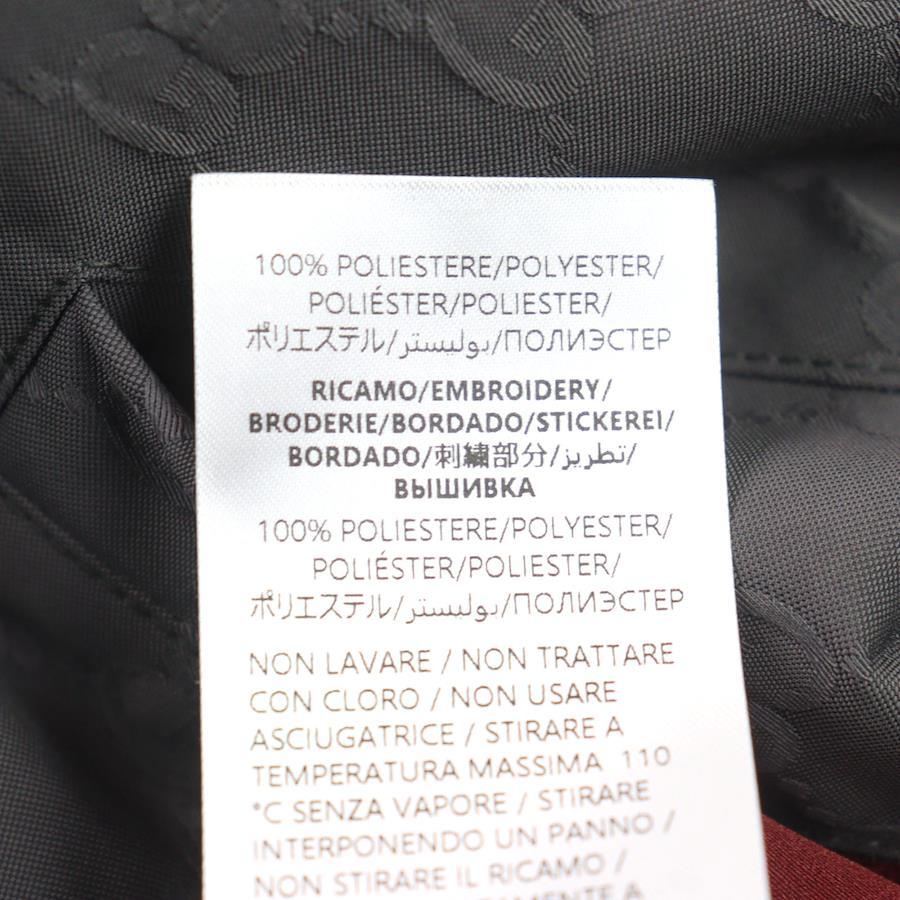 100% POLIESTERE/POLYESTER/
POLIÉSTER/POLIESTER/
ポリエステル/بوليستر/ПОЛИЭСТЕР
RICAMO/EMBROIDERY/
BRODERIE/BORDADO/STICKEREI/
BORDADO/刺繍部分/تطريز/
ВЫШИВКА
100% POLIESTERE/POLYESTER/
POLIÉSTER/POLIESTER/
ポリエステル/بوليستر/ПОЛИЭСТЕР
NON LAVARE / NON TRATTARE
CON CLORO / NON USARE
ASCIUGATRICE / STIRARE A
TEMPERATURA MASSIMA 110
°C SENZA VAPORE / STIRARE
INTERPONENDO UN PANNO /
NON STIRARE IL RICAMO /